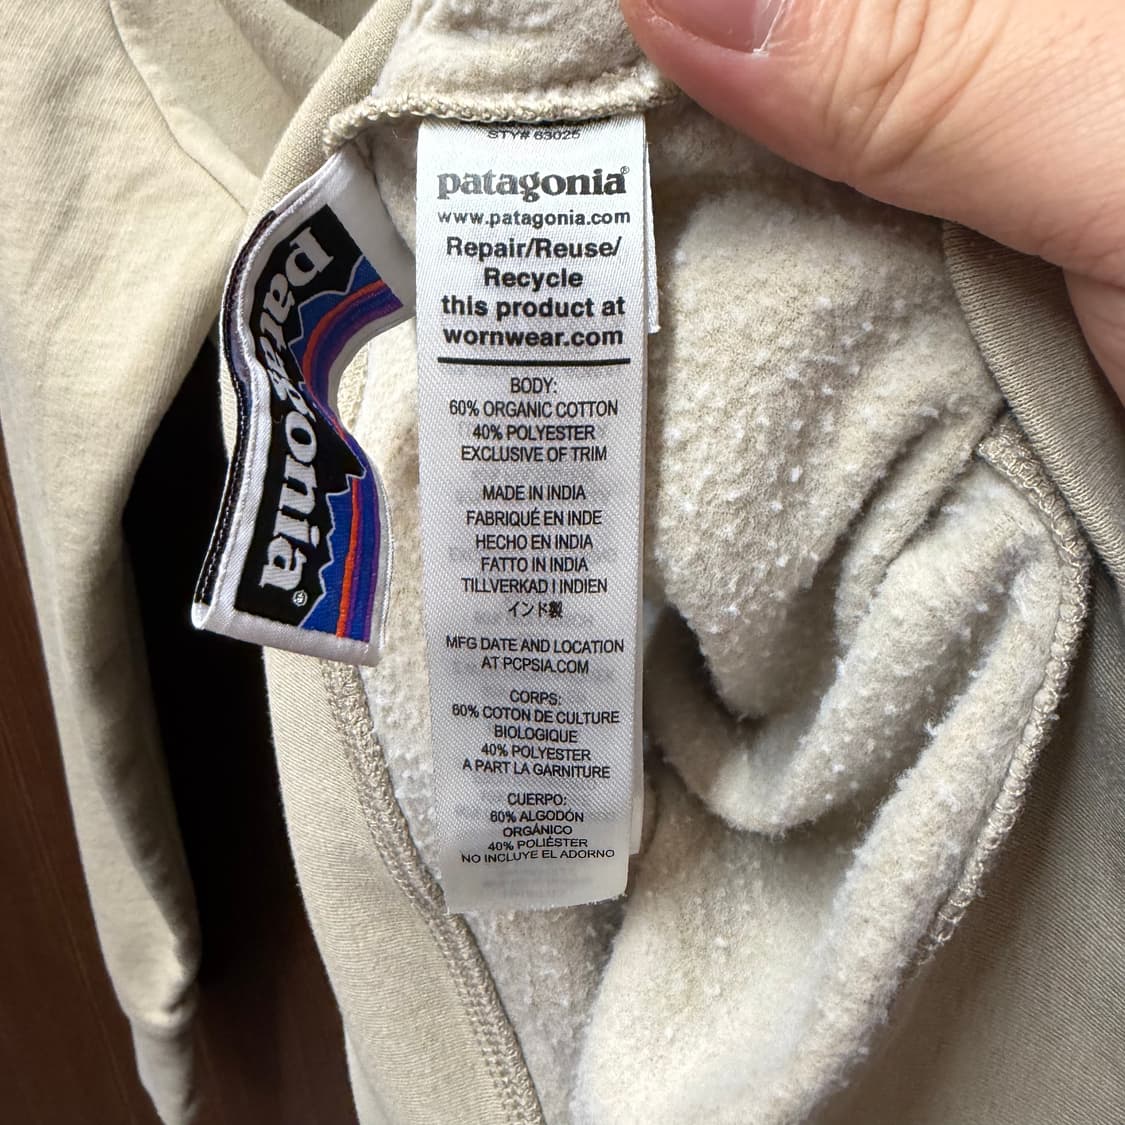 STY# 63025
patagonia®
www.patagonia.com
Repair/Reuse/
Recycle
this product at
wornwear.com
BODY:
60% ORGANIC COTTON
40% POLYESTER
EXCLUSIVE OF TRIM
MADE IN INDIA
FABRIQUÉ EN INDE
HECHO EN INDIA
FATTO IN INDIA
TILLVERKAD I INDIEN
インド製
MFG DATE AND LOCATION
AT PCPSIA.COM
CORPS:
60% COTON DE CULTURE
BIOLOGIQUE
40% POLYESTER
A PART LA GARNITURE
CUERPO:
60% ALGODÓN
ORGÁNICO
40% POLIÉSTER
NO INCLUYE EL ADORNO
patagonia®